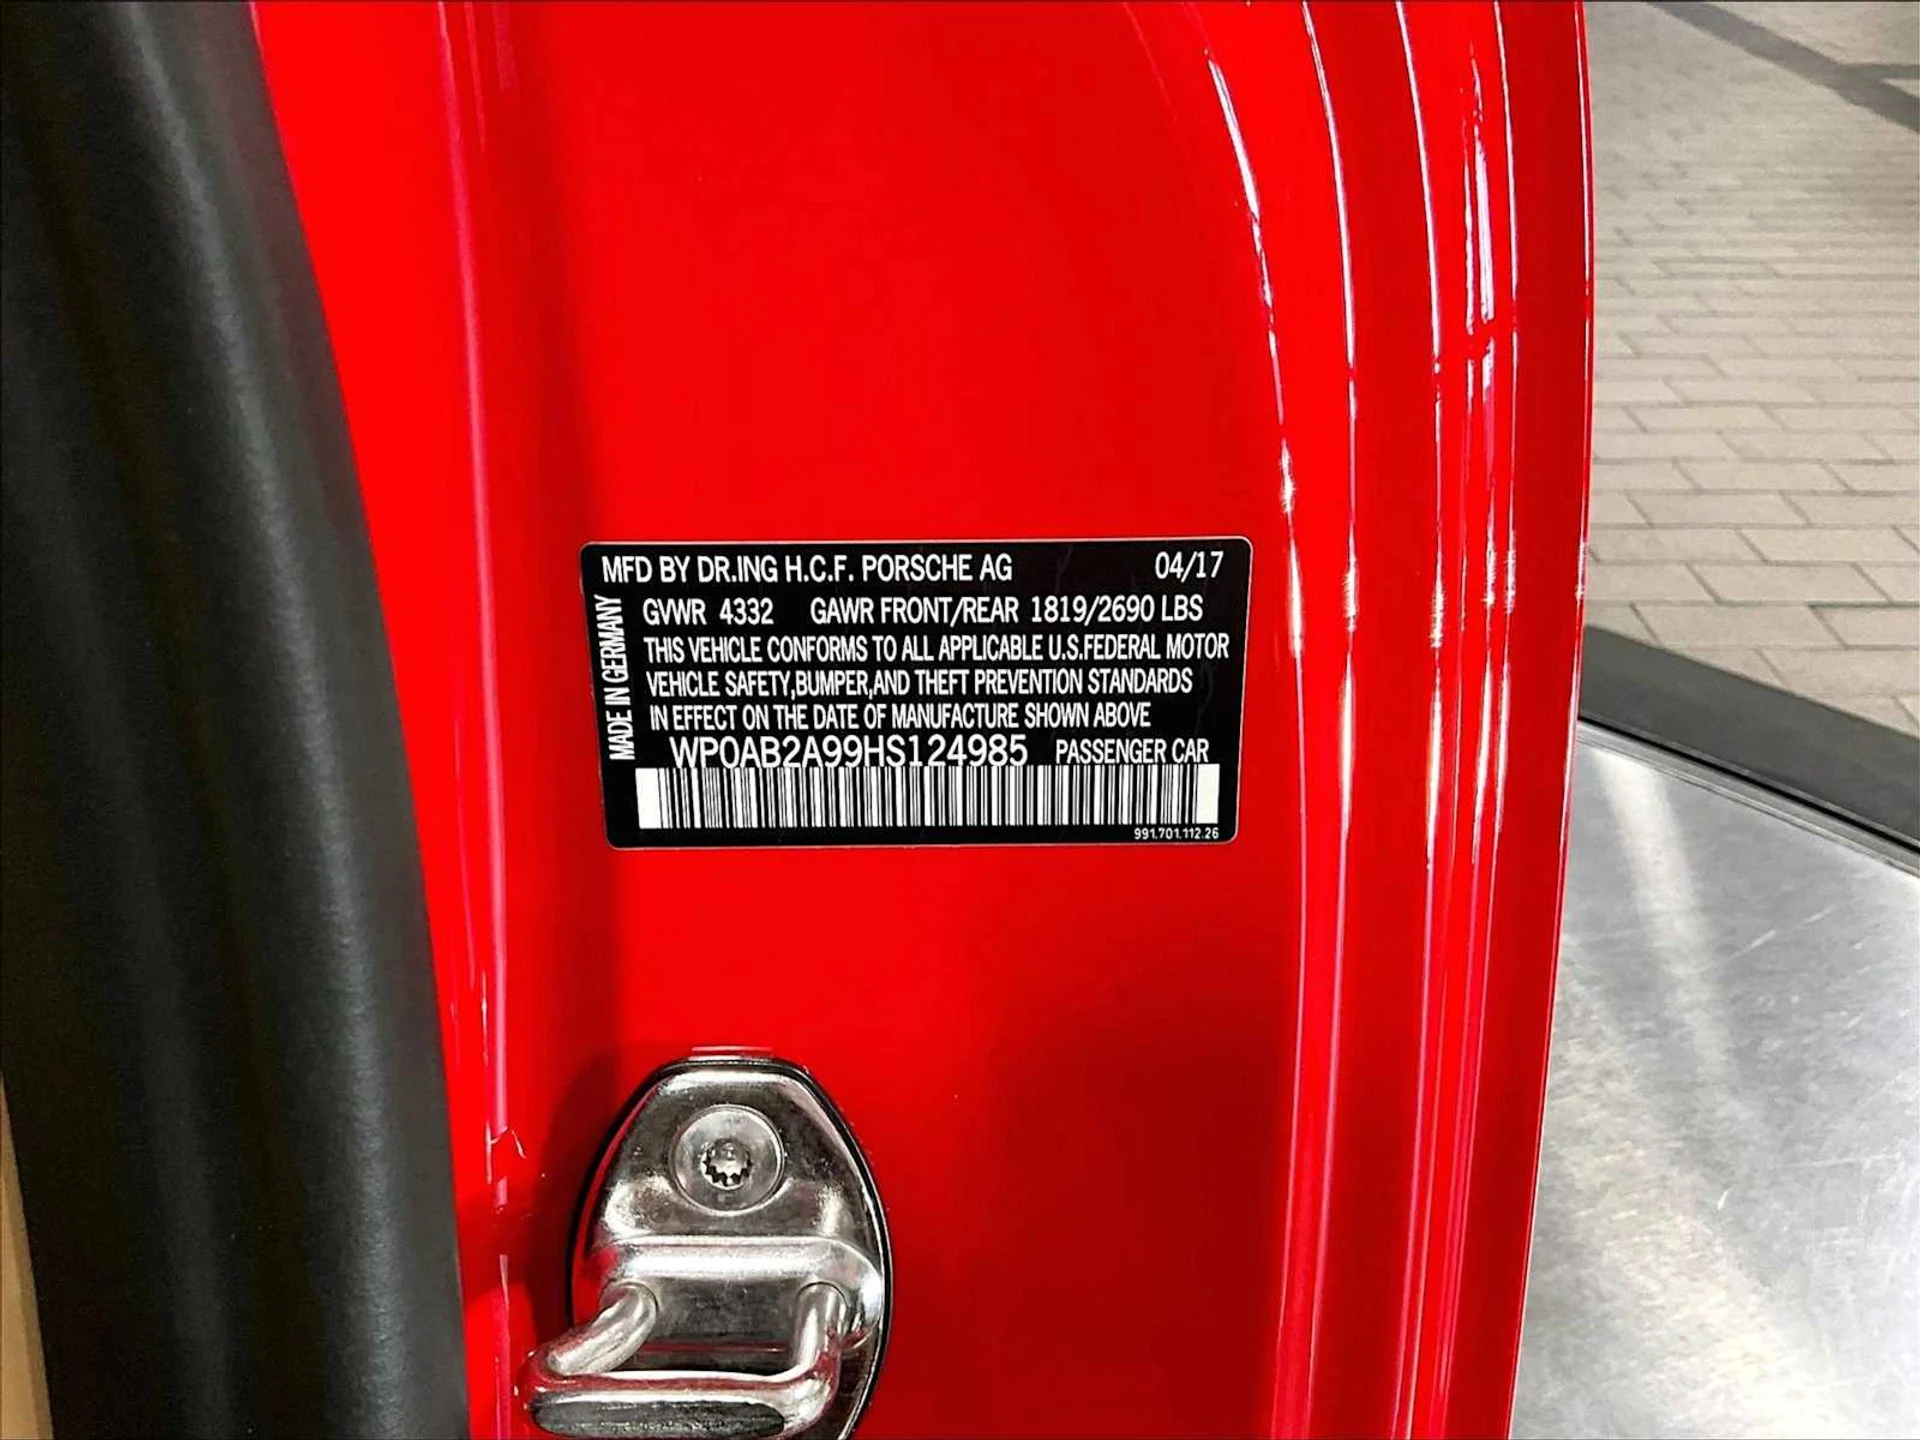 MFD BY DR.ING H.C.F. PORSCHE AG 04/17
GVWR 4332 GAWR FRONT/REAR 1819/2690 LBS
THIS VEHICLE CONFORMS TO ALL APPLICABLE U.S.FEDERAL MOTOR
VEHICLE SAFETY,BUMPER,AND THEFT PREVENTION STANDARDS
IN EFFECT ON THE DATE OF MANUFACTURE SHOWN ABOVE
WP0AB2A99HS124985 PASSENGER CAR
991.701.112.26
MADE IN GERMANY